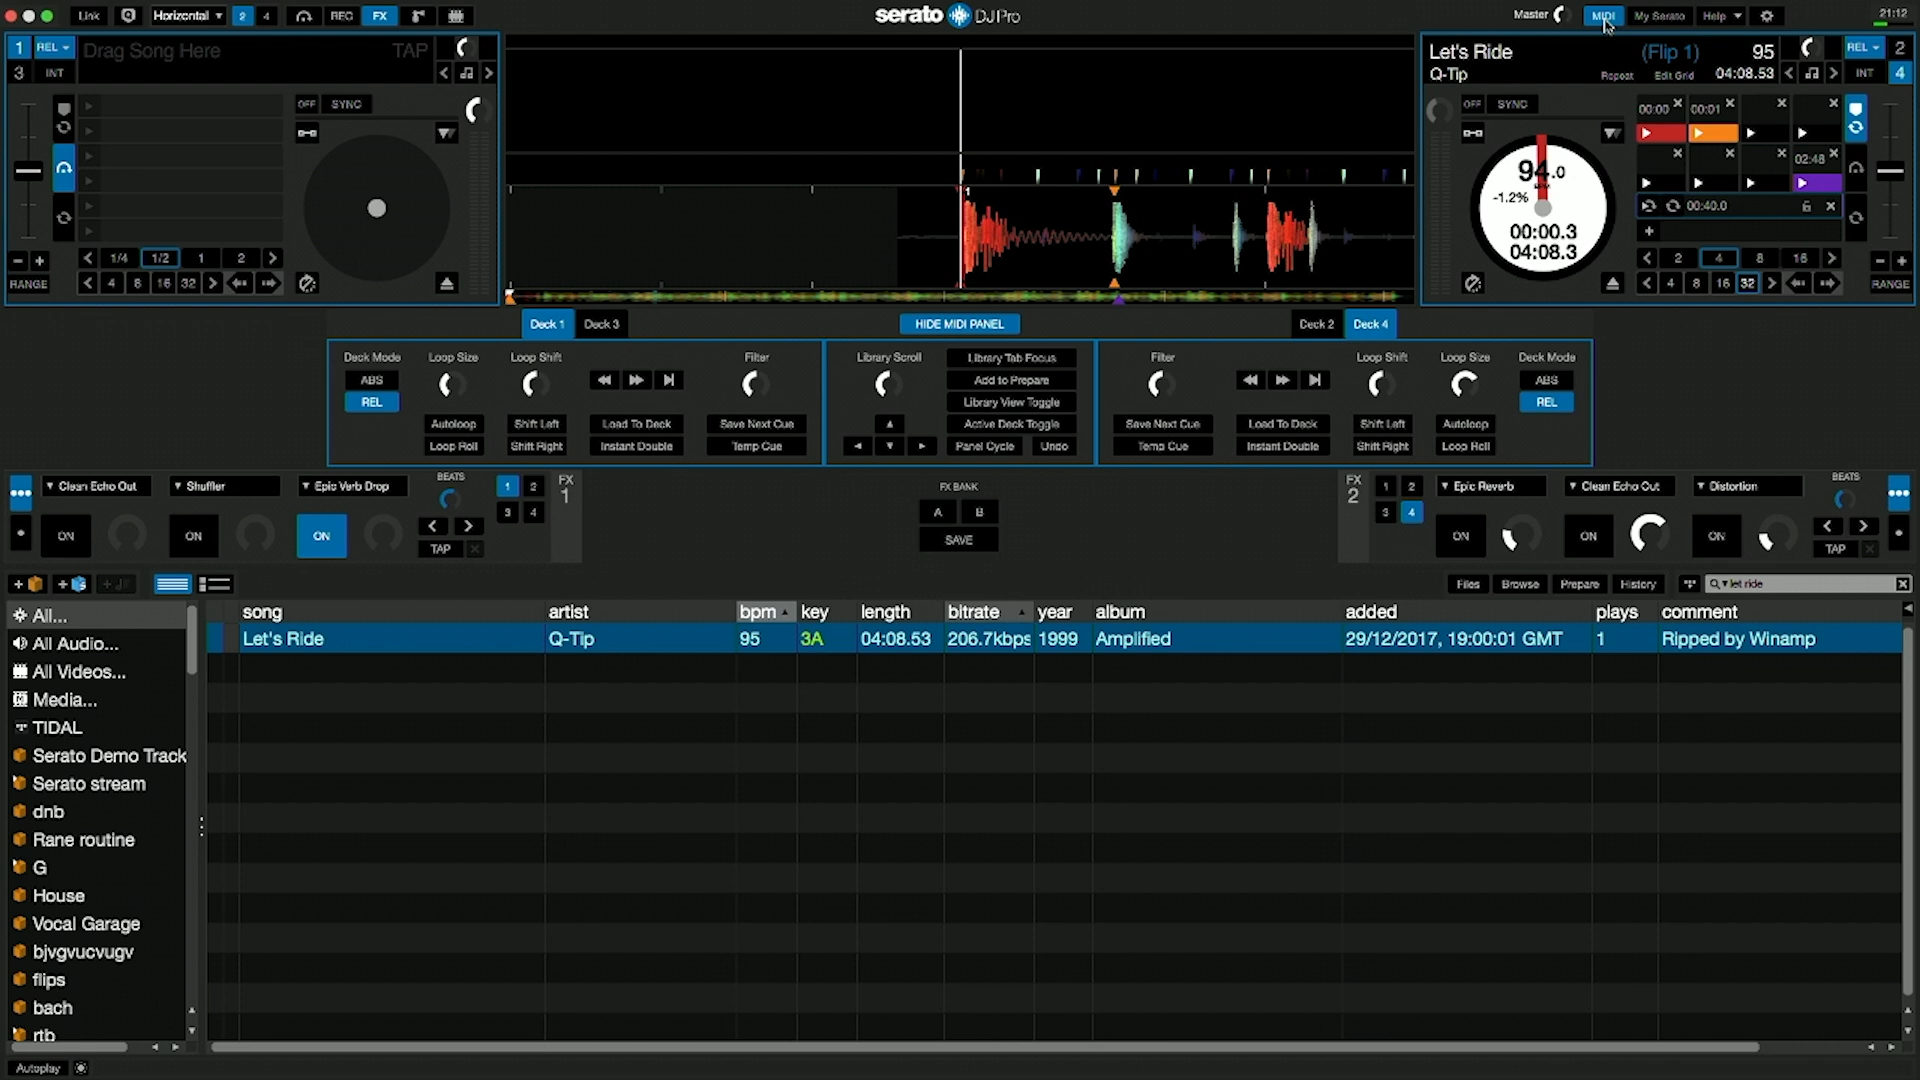 Link
Horizontal
2
4
REC
FX
serato DJ Pro
Master
MIDI
My Serato
Help
21:12
1
REL
Drag Song Here
TAP
3
INT
OFF
SYNC
1/4
1/2
1
2
4
8
16
32
RANGE
1
Let's Ride
(Flip 1)
95
REL
2
Q-Tip
Repeat
Edit Grid
04:08.53
INT
4
OFF
SYNC
00:00
00:01
02:48
94.0
-1.2%
00:00.3
04:08.3
00:40.0
2
4
8
16
4
8
16
32
RANGE
Deck 1
Deck 3
HIDE MIDI PANEL
Deck 2
Deck 4
Deck Mode
Loop Size
Loop Shift
Filter
Library Scroll
Library Tab Focus
Filter
Loop Shift
Loop Size
Deck Mode
ABS
Add to Prepare
ABS
REL
Library View Toggle
REL
Autoloop
Shift Left
Load To Deck
Save Next Cue
Active Deck Toggle
Save Next Cue
Load To Deck
Shift Left
Autoloop
Loop Roll
Shift Right
Instant Double
Temp Cue
Panel Cycle
Undo
Temp Cue
Instant Double
Shift Right
Loop Roll
Clean Echo Out
Shuffler
Epic Verb Drop
BEATS
1
2
3
4
FX
1
ON
ON
ON
TAP
FX BANK
A
B
SAVE
FX
2
1
2
3
4
Epic Reverb
Clean Echo Out
Distortion
BEATS
ON
ON
ON
TAP
Files
Browse
Prepare
History
let ride
All...
All Audio...
All Videos...
Media...
TIDAL
Serato Demo Track
Serato stream
dnb
Rane routine
G
House
Vocal Garage
bjvgvucvugv
flips
bach
rtb
song
artist
bpm
key
length
bitrate
year
album
added
plays
comment
Let's Ride
Q-Tip
95
3A
04:08.53
206.7kbps
1999
Amplified
29/12/2017, 19:00:01 GMT
1
Ripped by Winamp
Autoplay